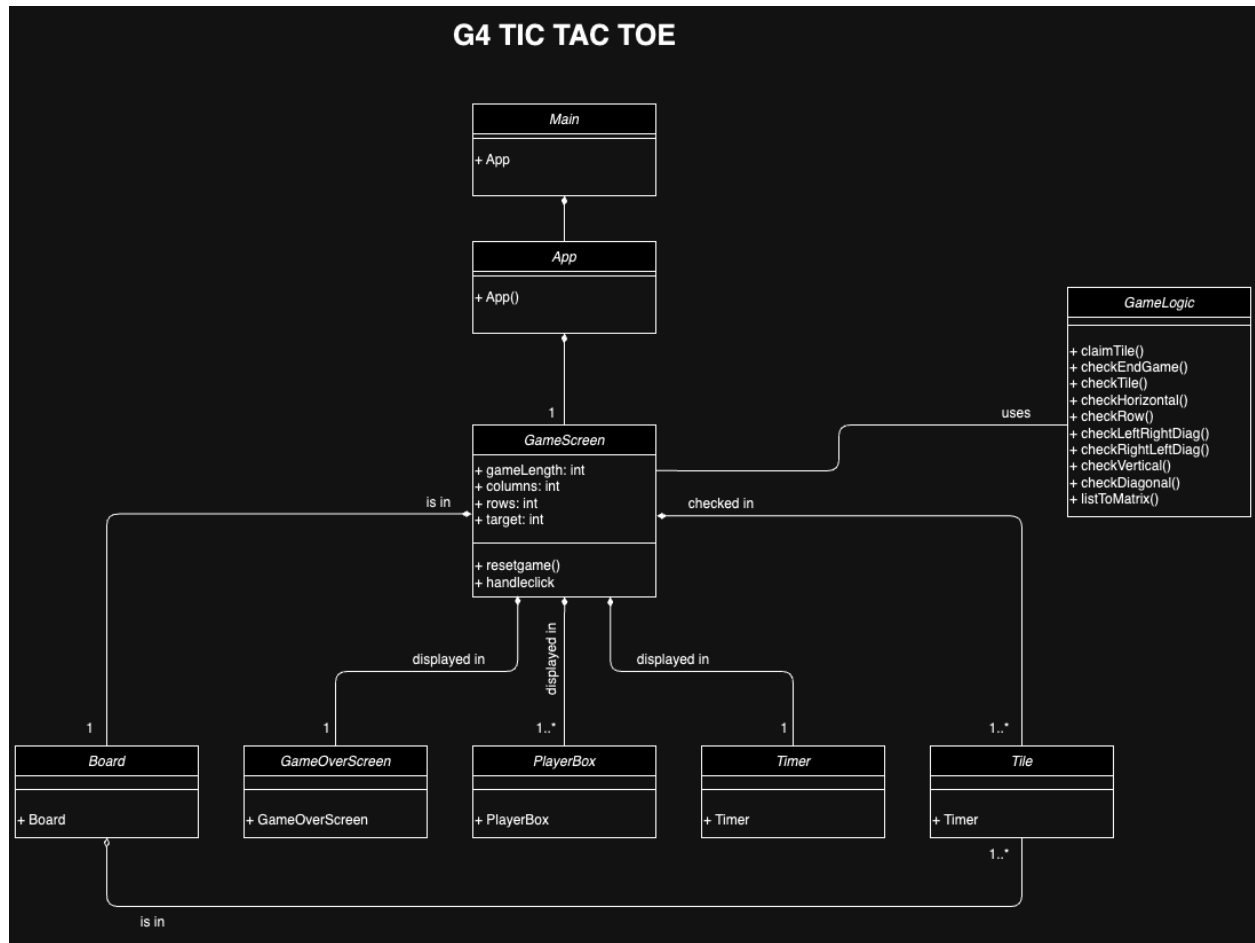 G4 TIC TAC TOE
Main
+ App
App
+ App()
1
GameLogic
+ claimTile()
+ checkEndGame()
+ checkTile()
+ checkHorizontal()
+ checkRow()
+ checkLeftRightDiag()
+ checkRightLeftDiag()
+ checkVertical()
+ checkDiagonal()
+ listToMatrix()
uses
GameScreen
+ gameLength: int
+ columns: int
+ rows: int
+ target: int
+ resetgame()
+ handleclick
is in
checked in
displayed in
displayed in
displayed in
1
1
1..*
1
1..*
Board
+ Board
GameOverScreen
+ GameOverScreen
PlayerBox
+ PlayerBox
Timer
+ Timer
Tile
+ Timer
1..*
is in